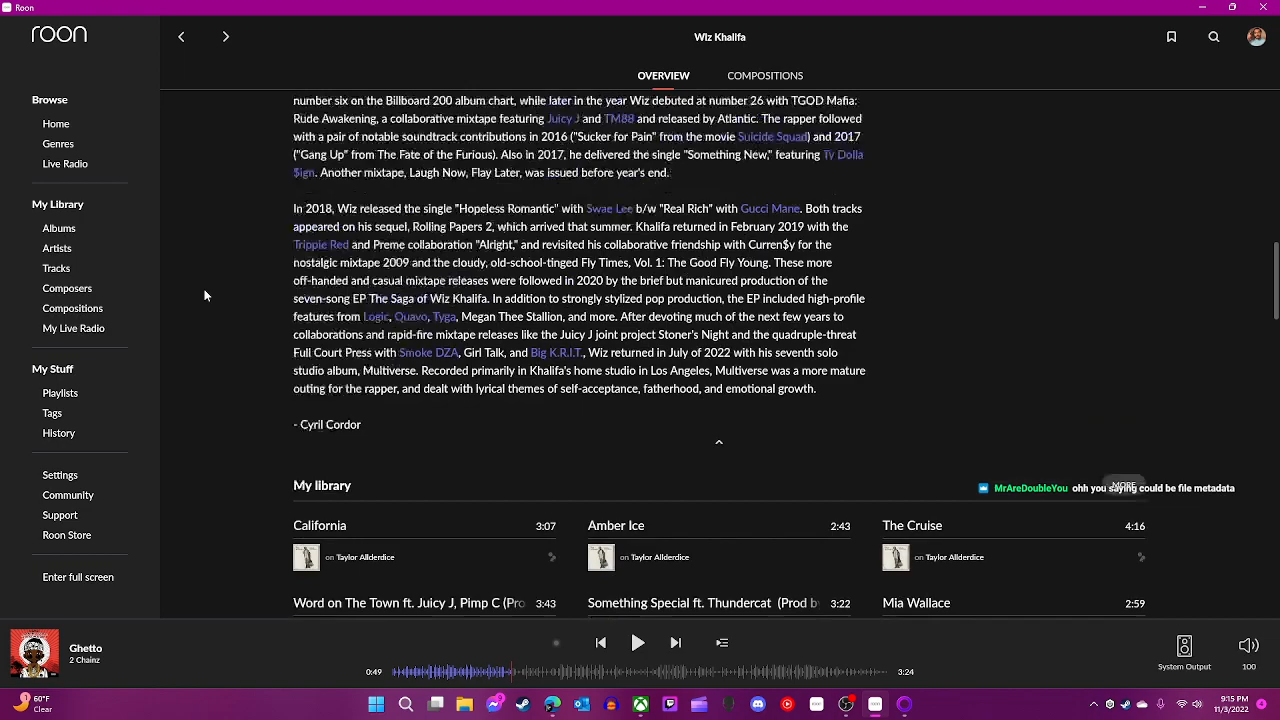 Roon
roon
Wiz Khalifa
OVERVIEW
COMPOSITIONS
Browse
Home
Genres
Live Radio
My Library
Albums
Artists
Tracks
Composers
Compositions
My Live Radio
My Stuff
Playlists
Tags
History
Settings
Community
Support
Roon Store
Enter full screen
number six on the Billboard 200 album chart, while later in the year Wiz debuted at number 26 with TGOD Mafia:
Rude Awakening, a collaborative mixtape featuring Juicy J and TM88 and released by Atlantic. The rapper followed
with a pair of notable soundtrack contributions in 2016 ("Sucker for Pain" from the movie Suicide Squad) and 2017
("Gang Up" from The Fate of the Furious). Also in 2017, he delivered the single "Something New," featuring Ty Dolla
$ign. Another mixtape, Laugh Now, Flay Later, was issued before year's end.
In 2018, Wiz released the single "Hopeless Romantic" with Swae Lee b/w "Real Rich" with Gucci Mane. Both tracks
appeared on his sequel, Rolling Papers 2, which arrived that summer. Khalifa returned in February 2019 with the
Trippie Red and Preme collaboration "Alright," and revisited his collaborative friendship with Curren$y for the
nostalgic mixtape 2009 and the cloudy, old-school-tinged Fly Times, Vol. 1: The Good Fly Young. These more
off-handed and casual mixtape releases were followed in 2020 by the brief but manicured production of the
seven-song EP The Saga of Wiz Khalifa. In addition to strongly stylized pop production, the EP included high-profile
features from Logic, Quavo, Tyga, Megan Thee Stallion, and more. After devoting much of the next few years to
collaborations and rapid-fire mixtape releases like the Juicy J joint project Stoner's Night and the quadruple-threat
Full Court Press with Smoke DZA, Girl Talk, and Big K.R.I.T., Wiz returned in July of 2022 with his seventh solo
studio album, Multiverse. Recorded primarily in Khalifa's home studio in Los Angeles, Multiverse was a more mature
outing for the rapper, and dealt with lyrical themes of self-acceptance, fatherhood, and emotional growth.
- Cyril Cordor
My library
MORE
MrAreDoubleYou ohh you saying could be file metadata
California 3:07
on Taylor Allderdice
Amber Ice 2:43
on Taylor Allderdice
The Cruise 4:16
on Taylor Allderdice
Word on The Town ft. Juicy J, Pimp C (Pro 3:43
Something Special ft. Thundercat (Prod b 3:22
Mia Wallace 2:59
Ghetto
2 Chainz
0:49
3:24
System Output
100
60°F
Clear
9:15 PM
11/3/2022